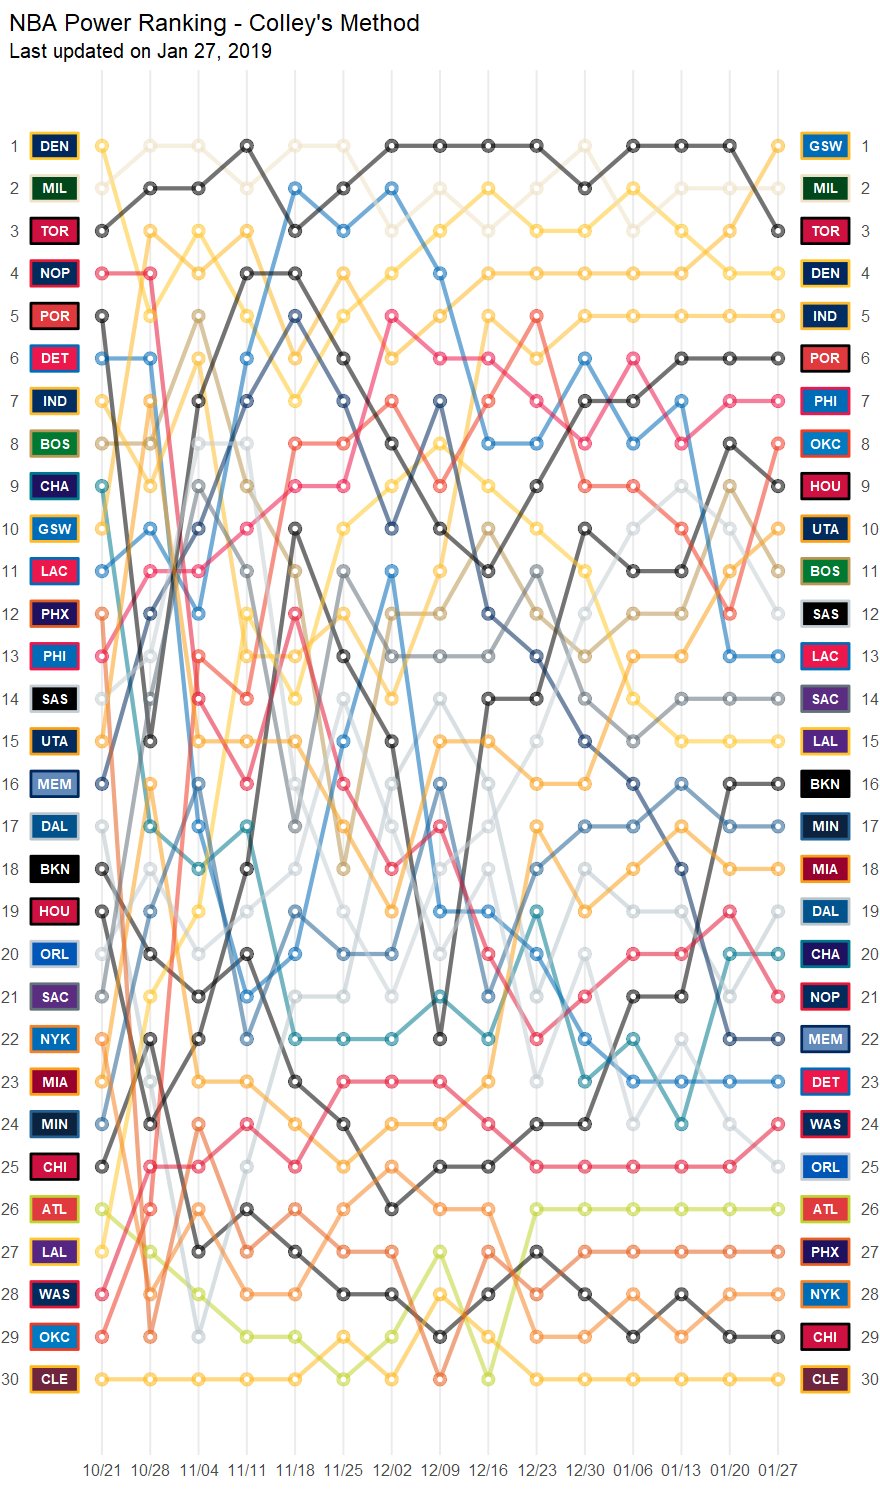 NBA Power Ranking - Colley's Method
Last updated on Jan 27, 2019
1 DEN GSW 1
2 MIL MIL 2
3 TOR TOR 3
4 NOP DEN 4
5 POR IND 5
6 DET POR 6
7 IND PHI 7
8 BOS OKC 8
9 CHA HOU 9
10 GSW UTA 10
11 LAC BOS 11
12 PHX SAS 12
13 PHI LAC 13
14 SAS SAC 14
15 UTA LAL 15
16 MEM BKN 16
17 DAL MIN 17
18 BKN MIA 18
19 HOU DAL 19
20 ORL CHA 20
21 SAC NOP 21
22 NYK MEM 22
23 MIA DET 23
24 MIN WAS 24
25 CHI ORL 25
26 ATL ATL 26
27 LAL PHX 27
28 WAS NYK 28
29 OKC CHI 29
30 CLE CLE 30
10/21 10/28 11/04 11/11 11/18 11/25 12/02 12/09 12/16 12/23 12/30 01/06 01/13 01/20 01/27